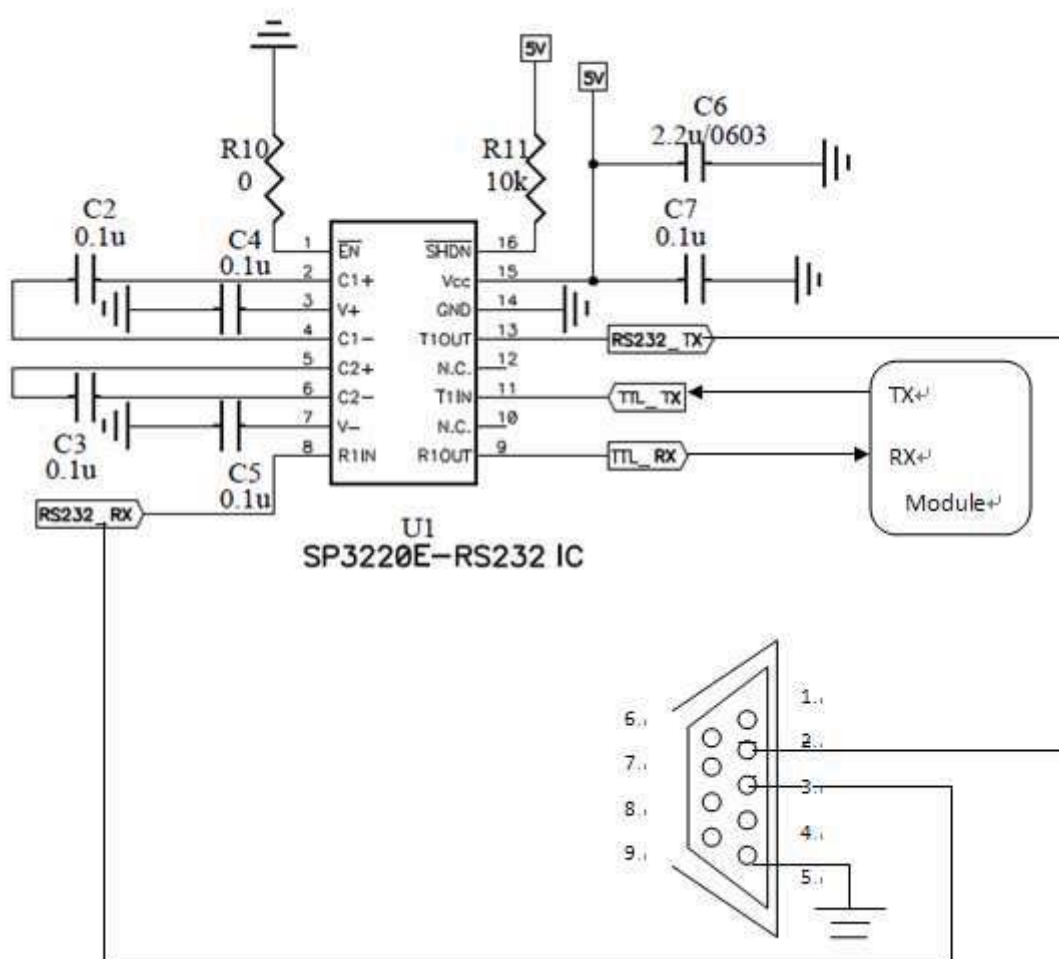 5V
5V
C6
2.2u/0603
R10
0
R11
10k
C2
0.1u
C4
0.1u
C7
0.1u
1
EN
SHDN
16
2
C1+
Vcc
15
3
V+
GND
14
4
C1-
T1OUT
13
RS232_TX
5
C2+
N.C.
12
6
C2-
T1IN
11
TTL_TX
TX↵
7
V-
N.C.
10
8
R1IN
R1OUT
9
TTL_RX
RX↵
C3
0.1u
C5
0.1u
Module↵
RS232_RX
U1
SP3220E-RS232 IC
1.
6.
2.
7.
3.
8.
4.
9.
5.